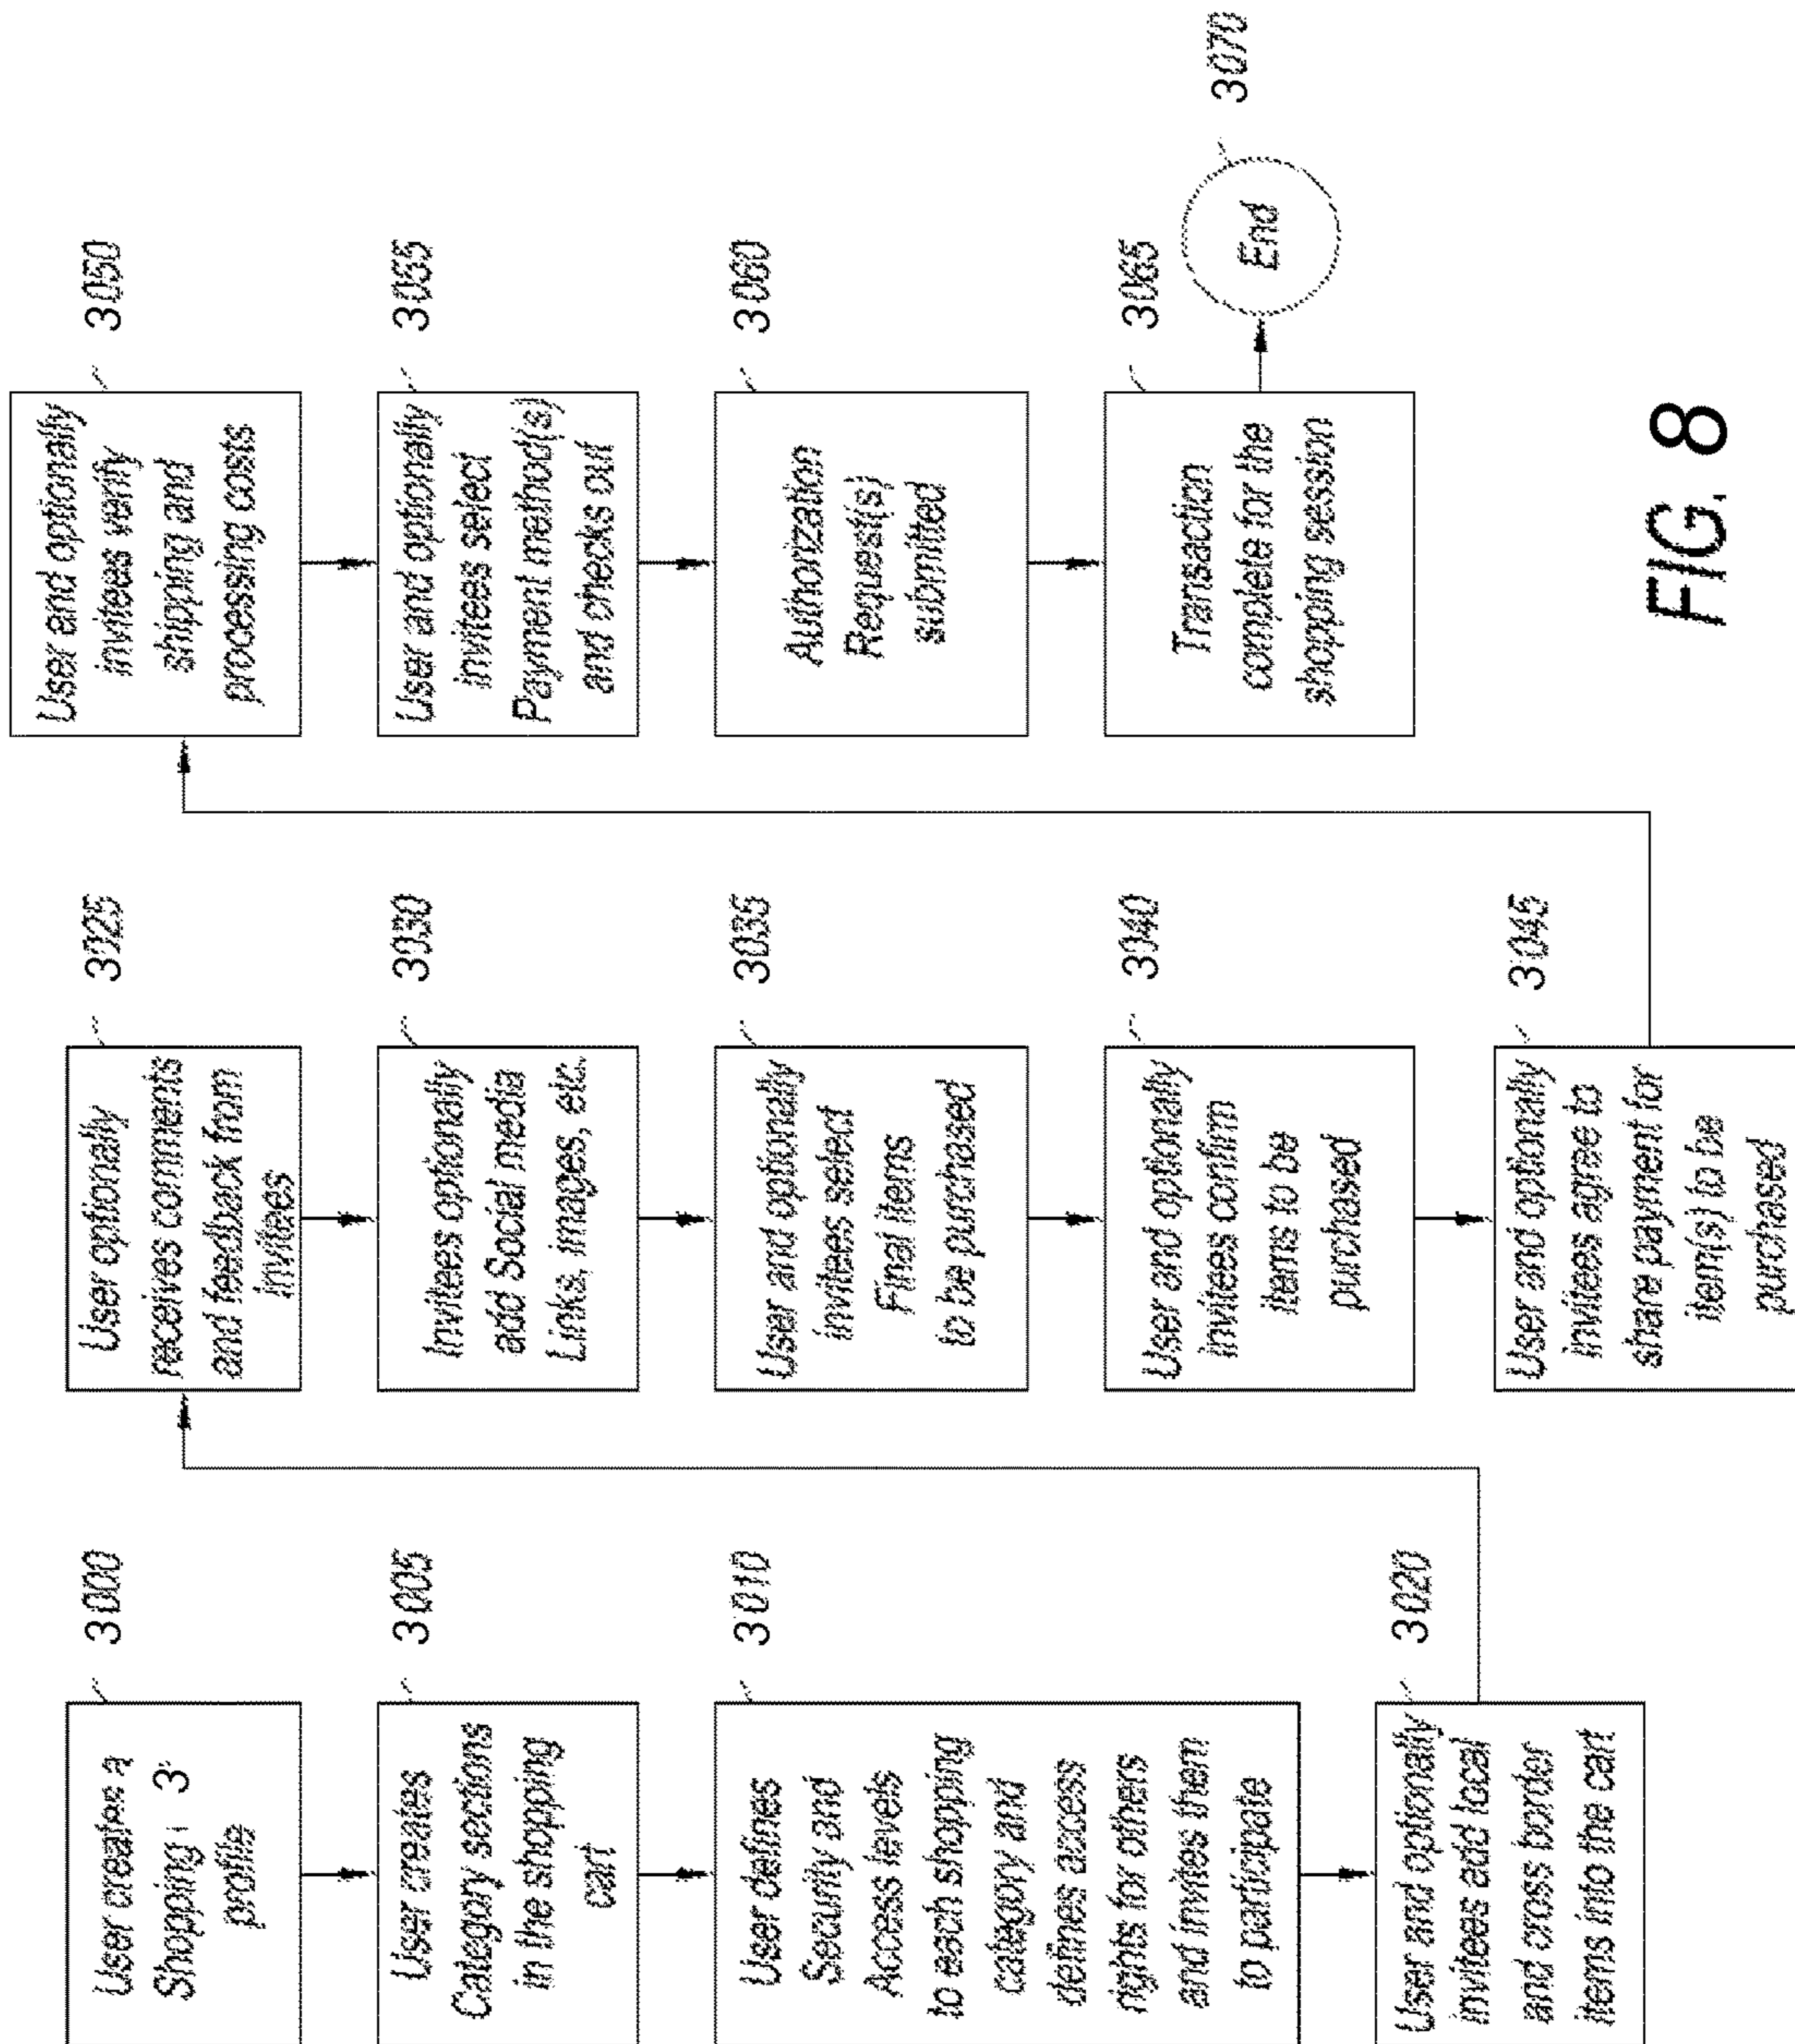 3000
User creates a
Shopping 3
profile
3005
User creates
Category sections
in the shopping
cart
3010
User defines
Security and
Access levels
to each shopping
category and
defines access
rights for others
and invites them
to participate
3020
User and optionally
invitees add local
and cross border
items into the cart
3025
User optionally
receives comments
and feedback from
invitees
3030
Invitees optionally
add Social media
Links, images, etc.
3035
User and optionally
invitees select
Final items
to be purchased
3040
User and optionally
invitees confirm
items to be
purchased
3045
User and optionally
invitees agree to
share payment for
item(s) to be
purchased
3050
User end optionally
invitees verify
shipping and
processing costs
3055
User and optionally
invitees select
Payment method(s)
and checks out
3060
Authorization
Request(s)
submitted
3065
Transaction
complete for the
shopping session
3070
End
FIG. 8